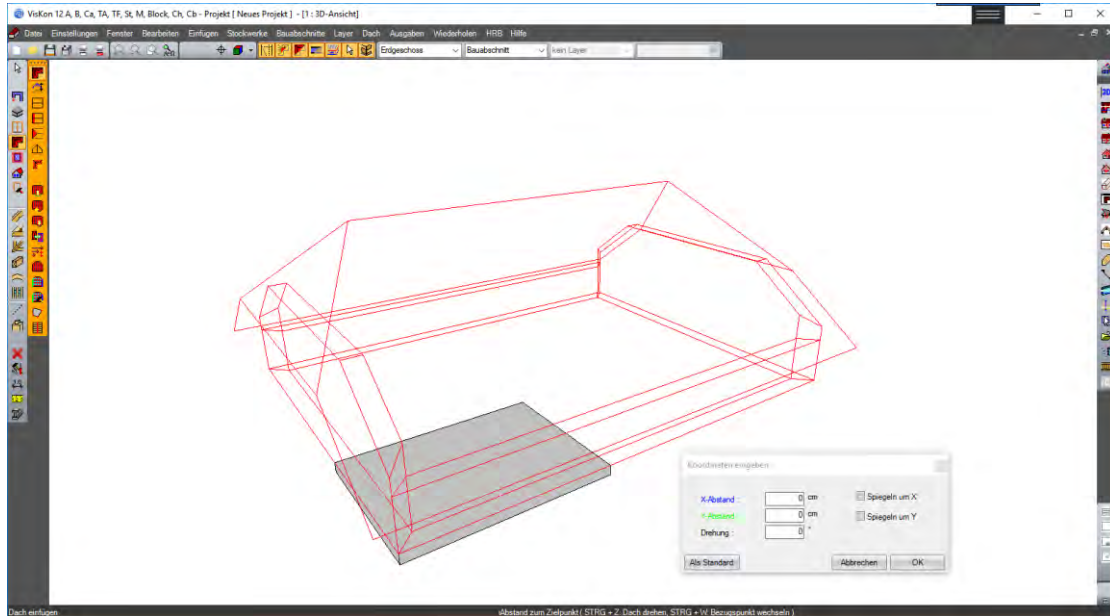 VisKon 12 A, B, Ca, TA, TF, St, M, Block, Ch, Cb - Projekt [ Neues Projekt ] - [1 : 3D-Ansicht]
Datei Einstellungen Fenster Bearbeiten Einfügen Stockwerke Bauabschnitte Layer Dach Ausgaben Wiederholen HRB Hilfe
Erdgeschoss Bauabschnitt kein Layer
Koordinaten eingeben
X-Abstand : 0 cm Spiegeln um X
Y-Abstand : 0 cm Spiegeln um Y
Drehung : 0 °
Als Standard Abbrechen OK
Dach einfügen Abstand zum Zielpunkt ( STRG + Z: Dach drehen, STRG + W: Bezugspunkt wechseln )